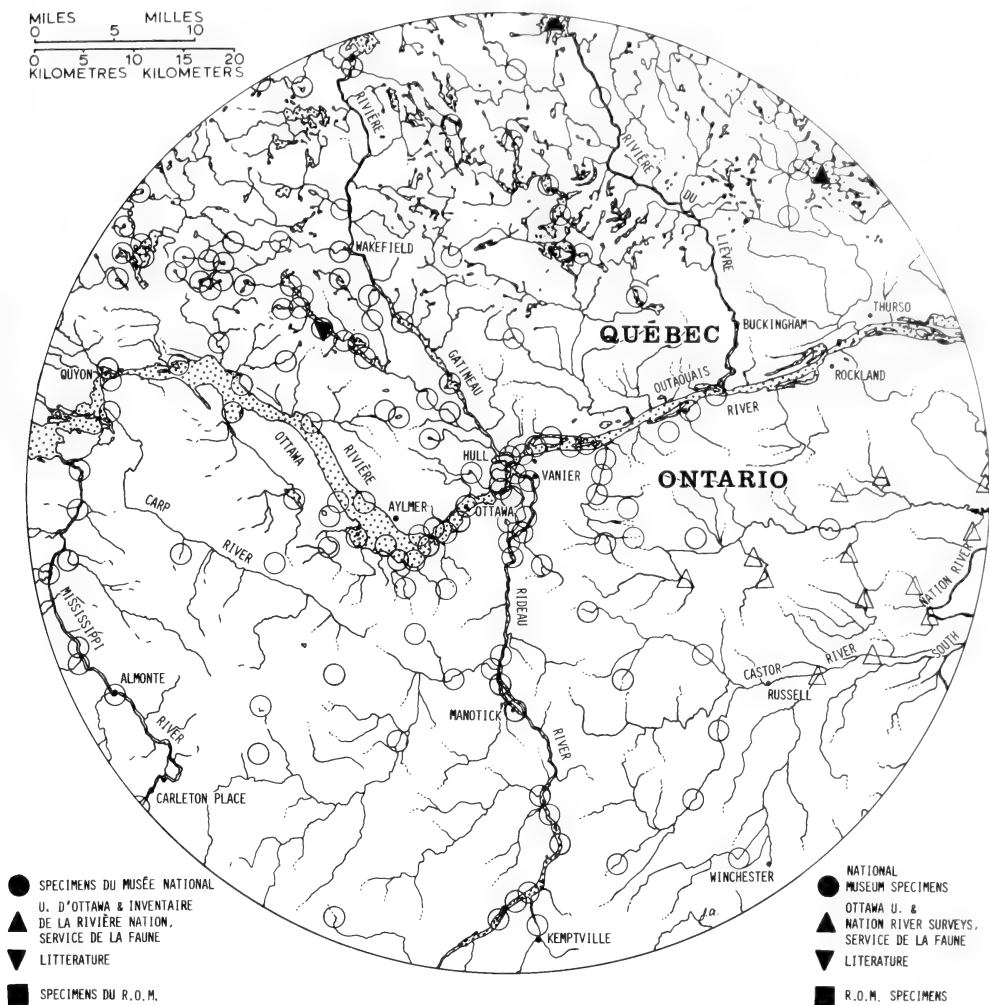 MILES MILLES
0 5 10
0 5 10 15 20
KILOMETRES KILOMETERS
RIVIÈRE
RIVIÈRE
DU
LIÈVRE
WAKEFIELD
THURSO
BUCKINGHAM
QUÉBEC
GATINEAU
QUYON
OUTAOUAIS
ROCKLAND
RIVER
OTTAWA
RIVIÈRE
HULL
VANIER
ONTARIO
CARP
AYLMER
OTTAWA
RIVER
RIDEAU
NATION RIVER
MISSISSIPPI
SOUTH
CASTOR RIVER
RUSSELL
ALMONTE
MANOTICK
RIVER
RIVER
CARLETON PLACE
WINCHESTER
J.a.
KEMPTVILLE
SPECIMENS DU MUSÉE NATIONAL
U. D'OTTAWA & INVENTAIRE
DE LA RIVIÈRE NATION,
SERVICE DE LA FAUNE
LITTERATURE
SPECIMENS DU R.O.M.
NATIONAL
MUSEUM SPECIMENS
OTTAWA U. &
NATION RIVER SURVEYS,
SERVICE DE LA FAUNE
LITERATURE
R.O.M. SPECIMENS